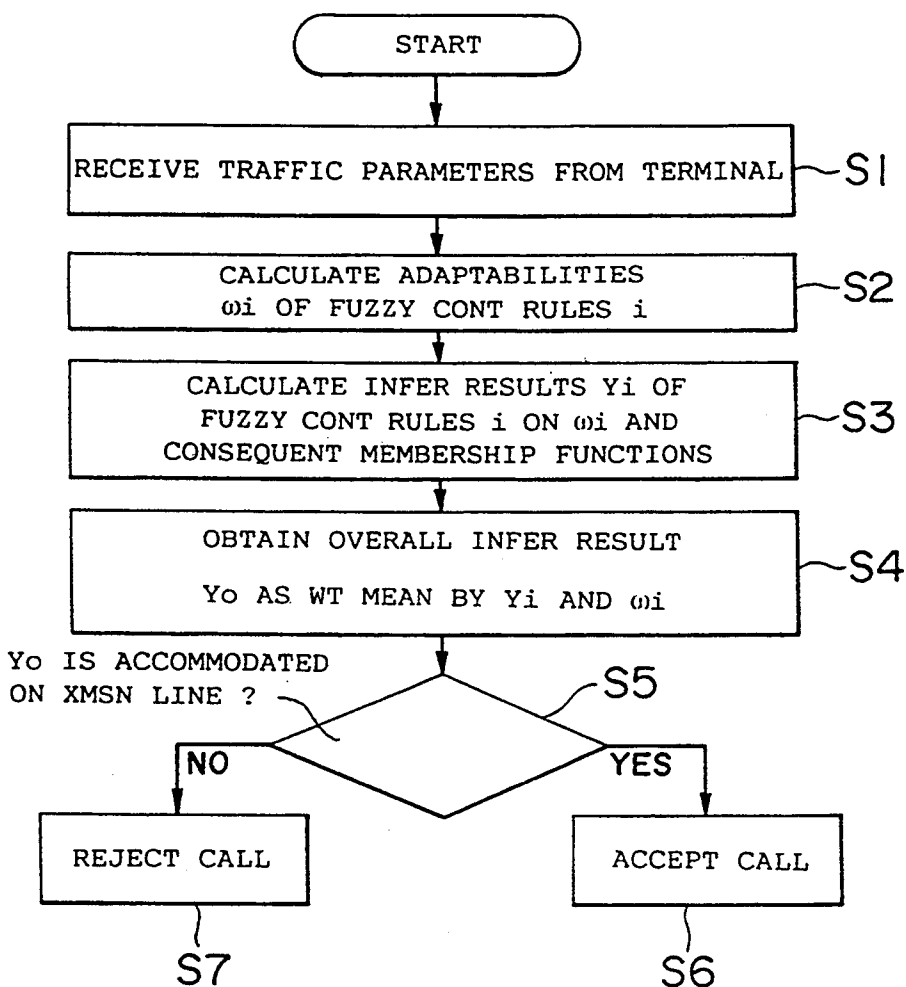 START
RECEIVE TRAFFIC PARAMETERS FROM TERMINAL
S1
CALCULATE ADAPTABILITIES
ωi OF FUZZY CONT RULES i
S2
CALCULATE INFER RESULTS Yi OF
FUZZY CONT RULES i ON ωi AND
CONSEQUENT MEMBERSHIP FUNCTIONS
S3
OBTAIN OVERALL INFER RESULT
Yo AS WT MEAN BY Yi AND ωi
S4
Yo IS ACCOMMODATED
ON XMSN LINE ?
S5
NO
YES
REJECT CALL
ACCEPT CALL
S7
S6